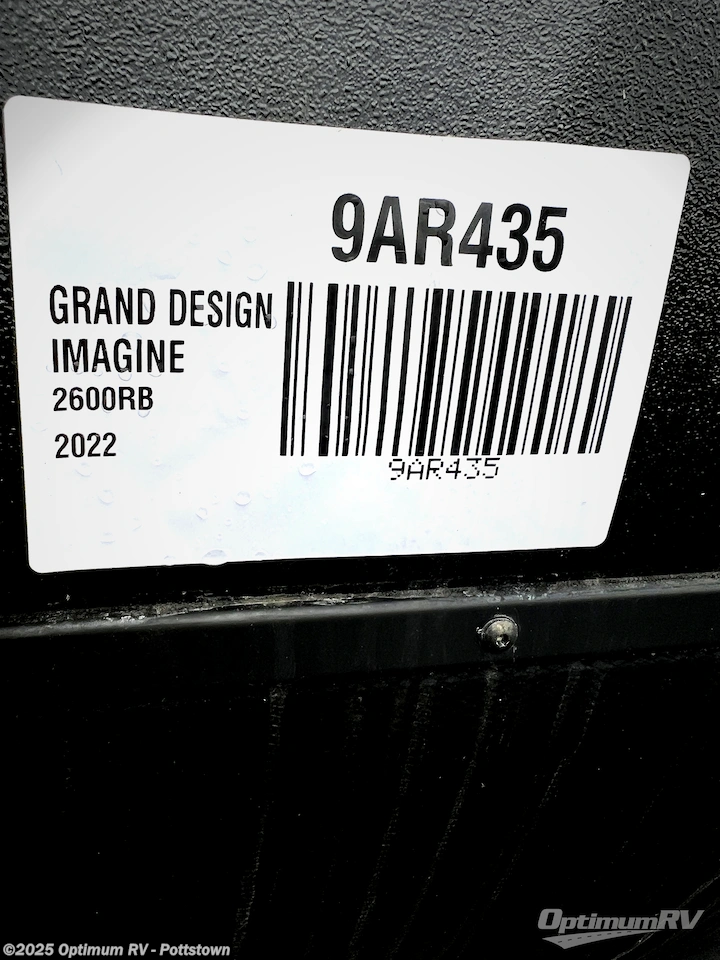 9AR435
GRAND DESIGN
IMAGINE
2600RB
2022
9AR435
OptimumRV
©2025 Optimum RV - Pottstown